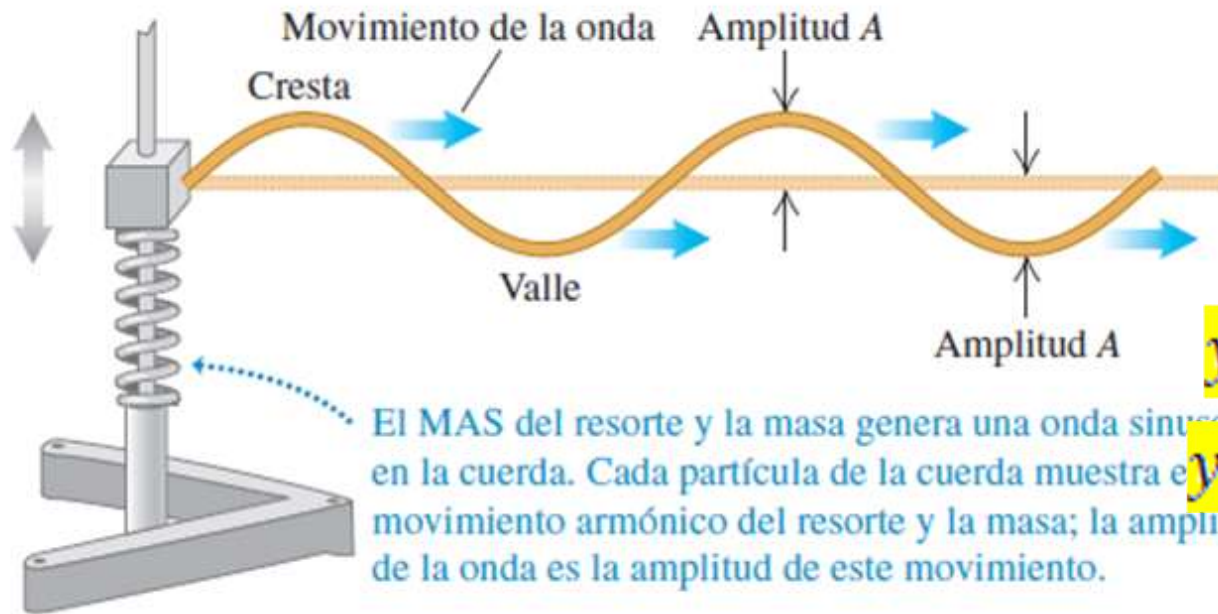 Movimiento de la onda
Amplitud A
Cresta
Valle
Amplitud A
El MAS del resorte y la masa genera una onda
en la cuerda. Cada partícula de la cuerda muestra
movimiento armónico del resorte y la masa; la
de la onda es la amplitud de este movimiento.
y